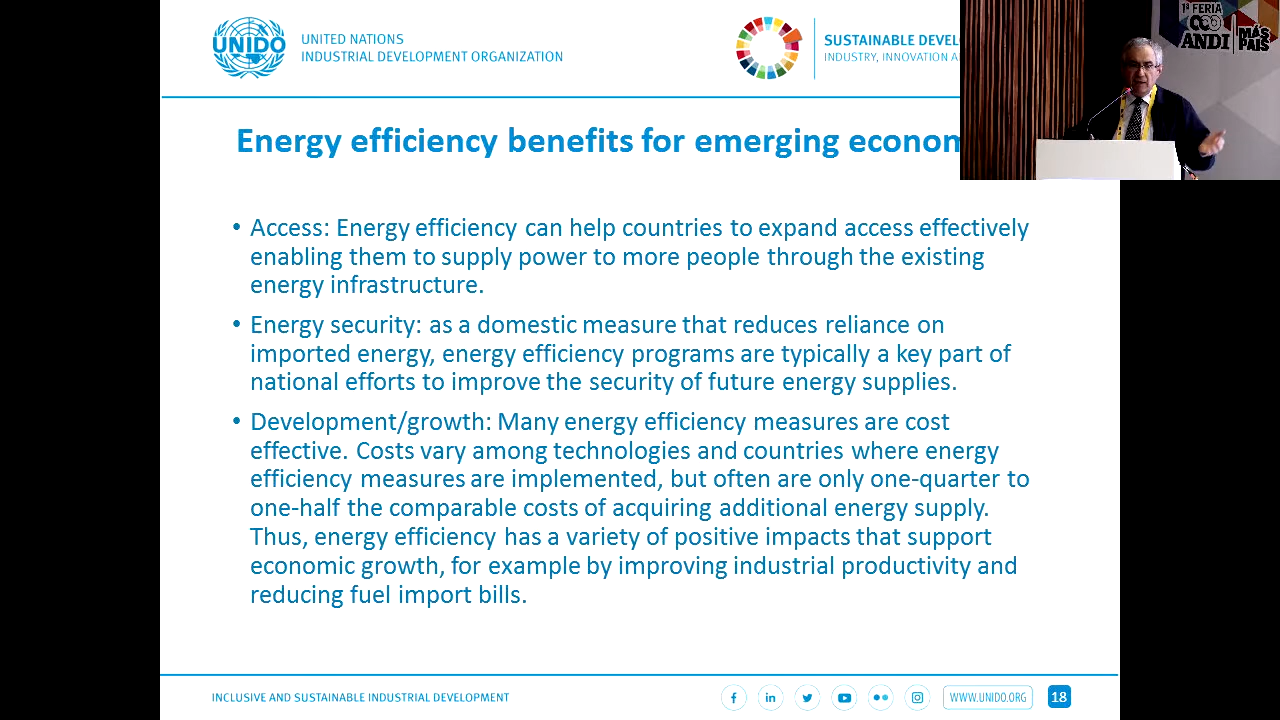 UNIDO
UNITED NATIONS
INDUSTRIAL DEVELOPMENT ORGANIZATION
SUSTAINABLE
INDUSTRY, INNOVATION
1ª FERIA
ANDI
MÁS
PAÍS
Energy efficiency benefits for emerging
• Access: Energy efficiency can help countries to expand access effectively
enabling them to supply power to more people through the existing
energy infrastructure.
• Energy security: as a domestic measure that reduces reliance on
imported energy, energy efficiency programs are typically a key part of
national efforts to improve the security of future energy supplies.
• Development/growth: Many energy efficiency measures are cost
effective. Costs vary among technologies and countries where energy
efficiency measures are implemented, but often are only one-quarter to
one-half the comparable costs of acquiring additional energy supply.
Thus, energy efficiency has a variety of positive impacts that support
economic growth, for example by improving industrial productivity and
reducing fuel import bills.
INCLUSIVE AND SUSTAINABLE INDUSTRIAL DEVELOPMENT
WWW.UNIDO.ORG
18